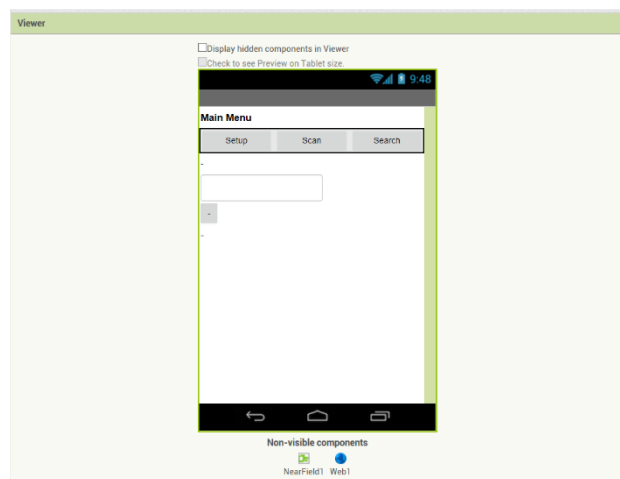 Viewer
Display hidden components in Viewer
Check to see Preview on Tablet size.
9:48
Main Menu
Setup Scan Search
-
-
-
Non-visible components
NearField1 Web1